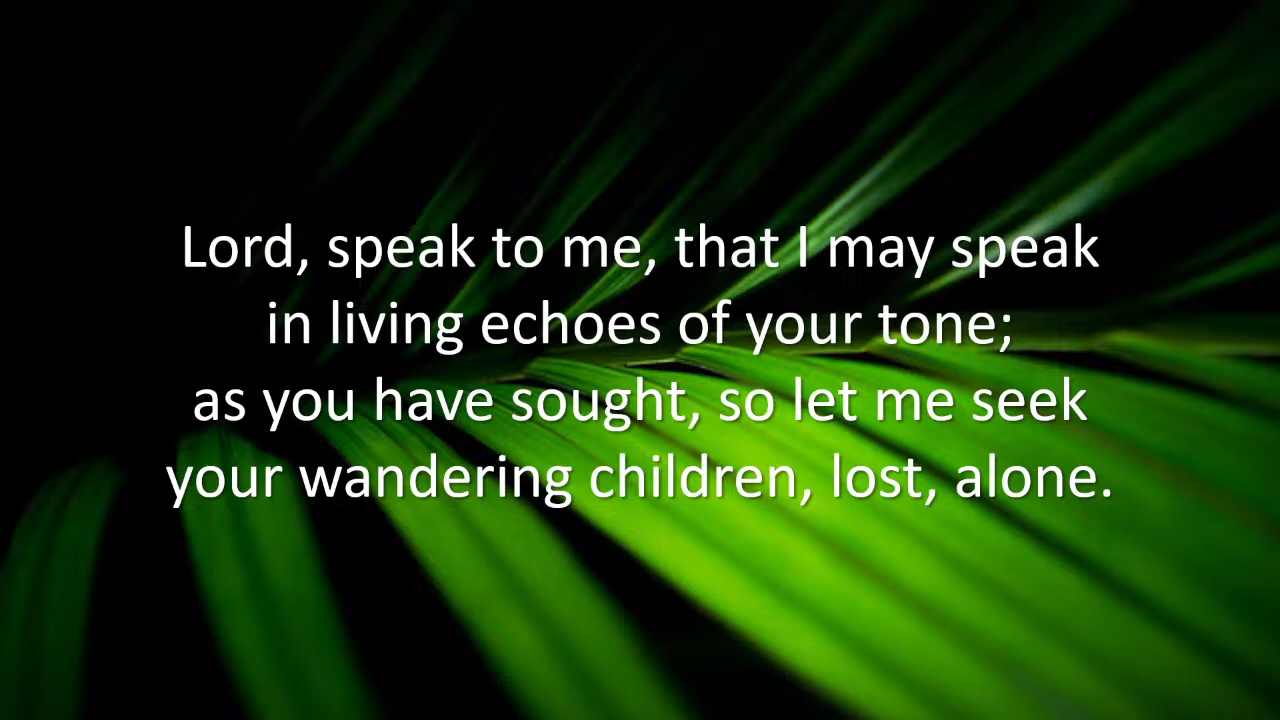 Lord, speak to me, that I may speak
in living echoes of your tone;
as you have sought, so let me seek
your wandering children, lost, alone.